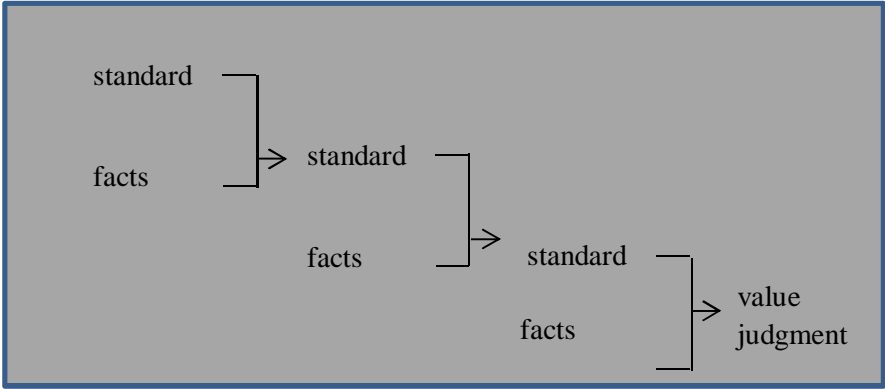 standard
facts
standard
facts
standard
facts
value
judgment